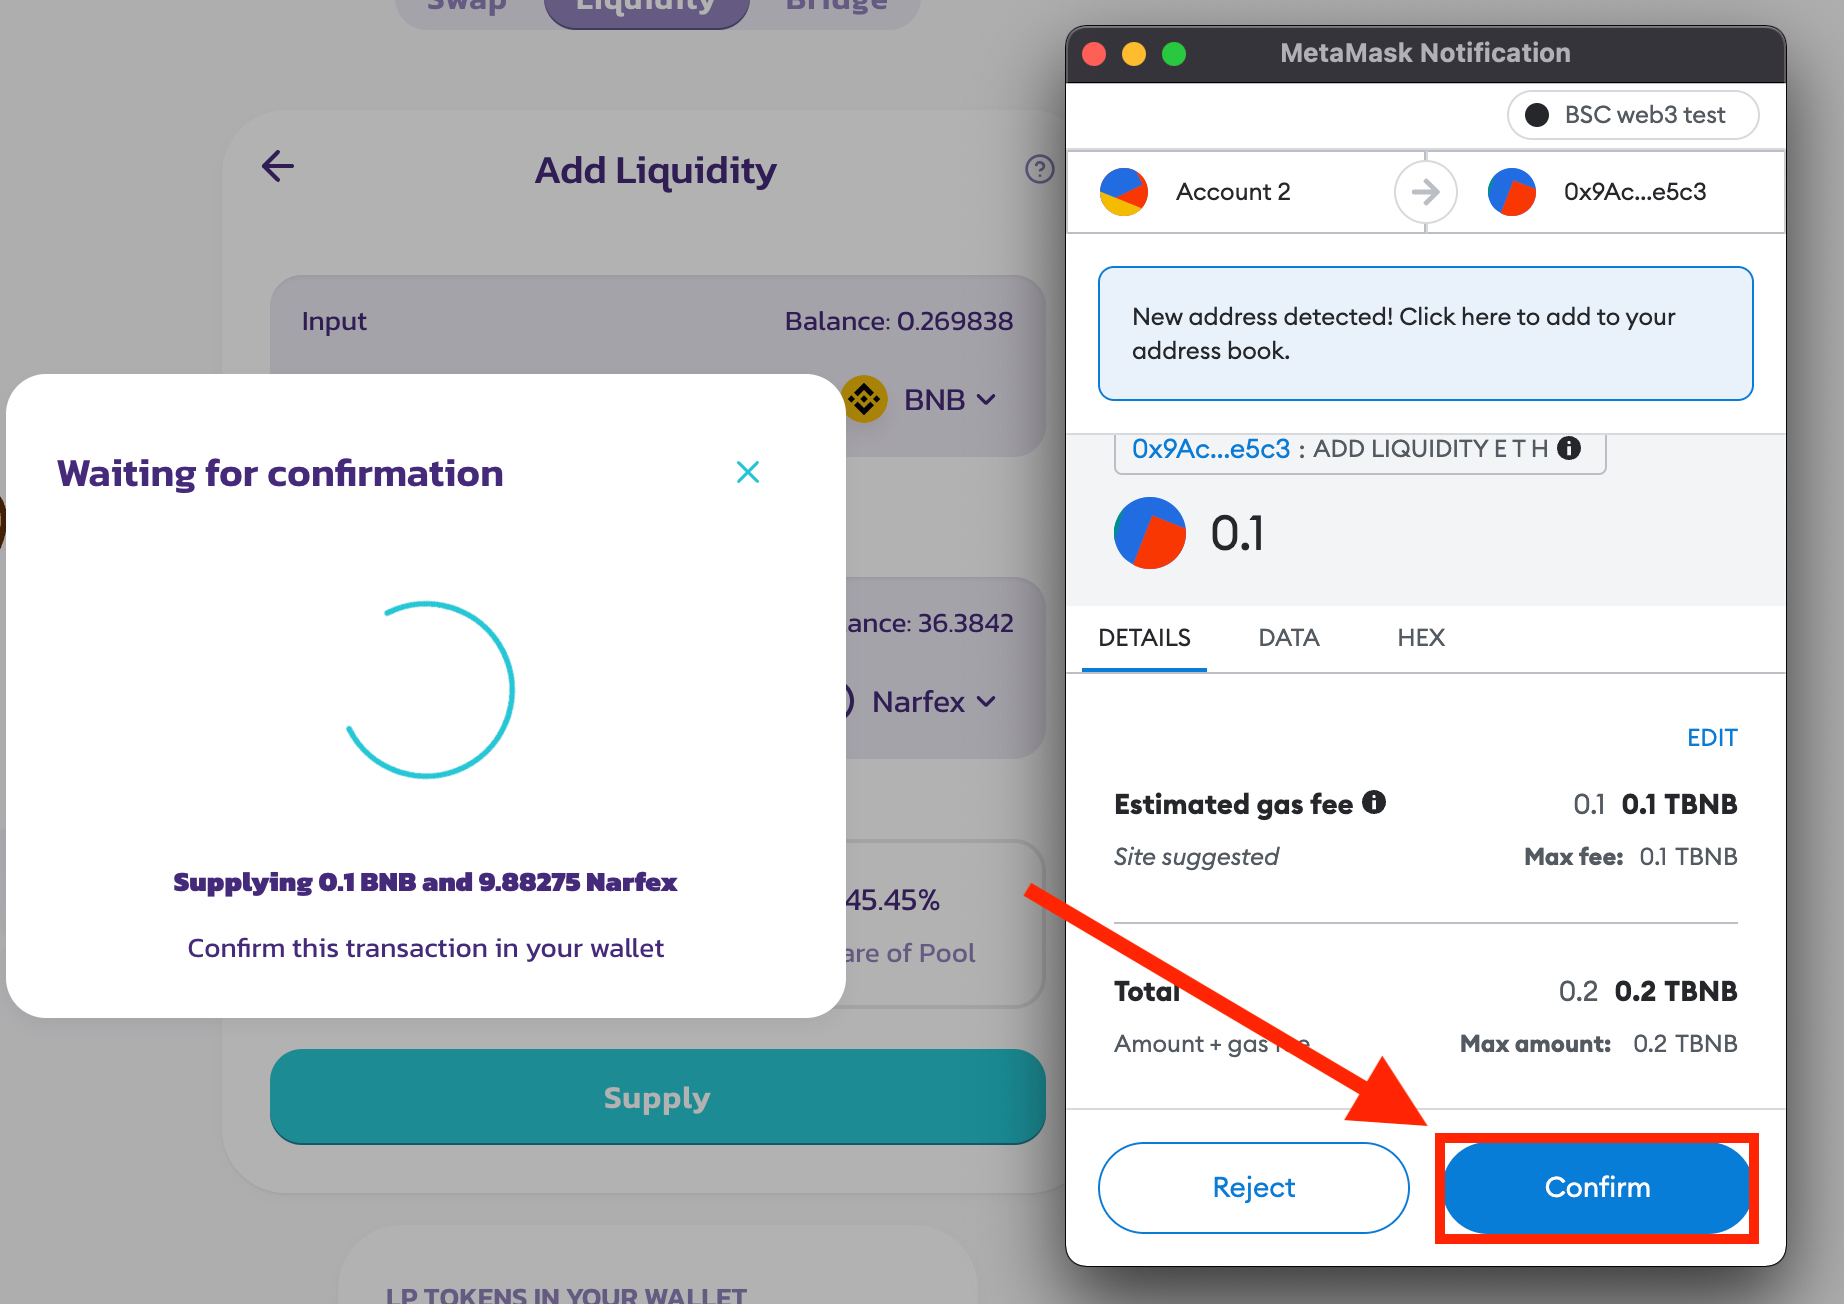 Swap Liquidity Bridge
Add Liquidity
Input Balance: 0.269838
BNB
Waiting for confirmation
Supplying 0.1 BNB and 9.88275 Narfex
Confirm this transaction in your wallet
ance: 36.3842
Narfex
45.45%
are of Pool
Supply
LP TOKENS IN YOUR WALLET
MetaMask Notification
BSC web3 test
Account 2 0x9Ac...e5c3
New address detected! Click here to add to your
address book.
0x9Ac...e5c3 : ADD LIQUIDITY E T H
0.1
DETAILS DATA HEX
EDIT
Estimated gas fee 0.1 0.1 TBNB
Site suggested Max fee: 0.1 TBNB
Total 0.2 0.2 TBNB
Amount + gas fee Max amount: 0.2 TBNB
Reject Confirm